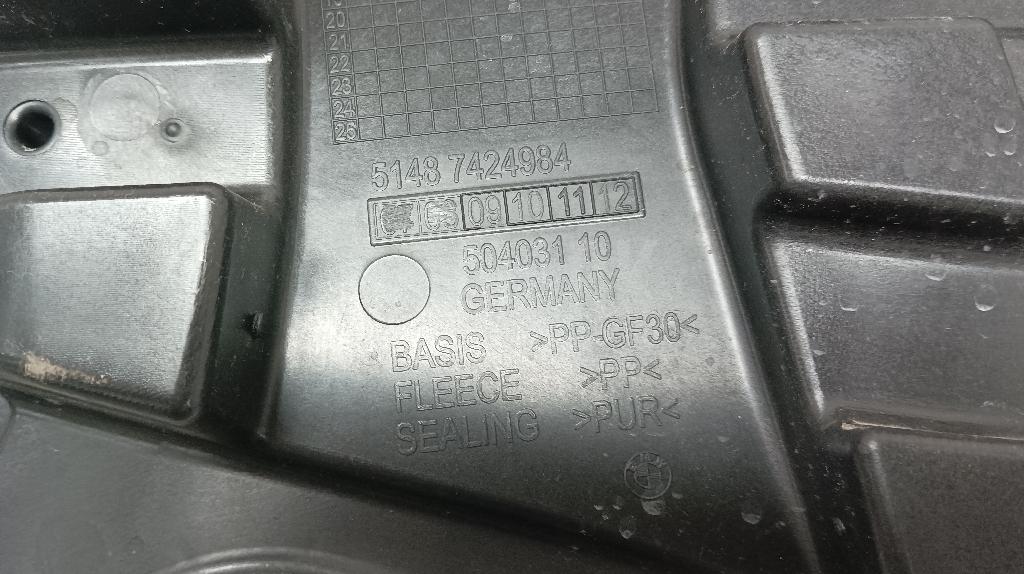 20
21
22
23
24
25
5148 7424984
09 10 11 12
504031 10
GERMANY
BASIS >PP-GF30<
FLEECE >PP<
SEALING >PUR<